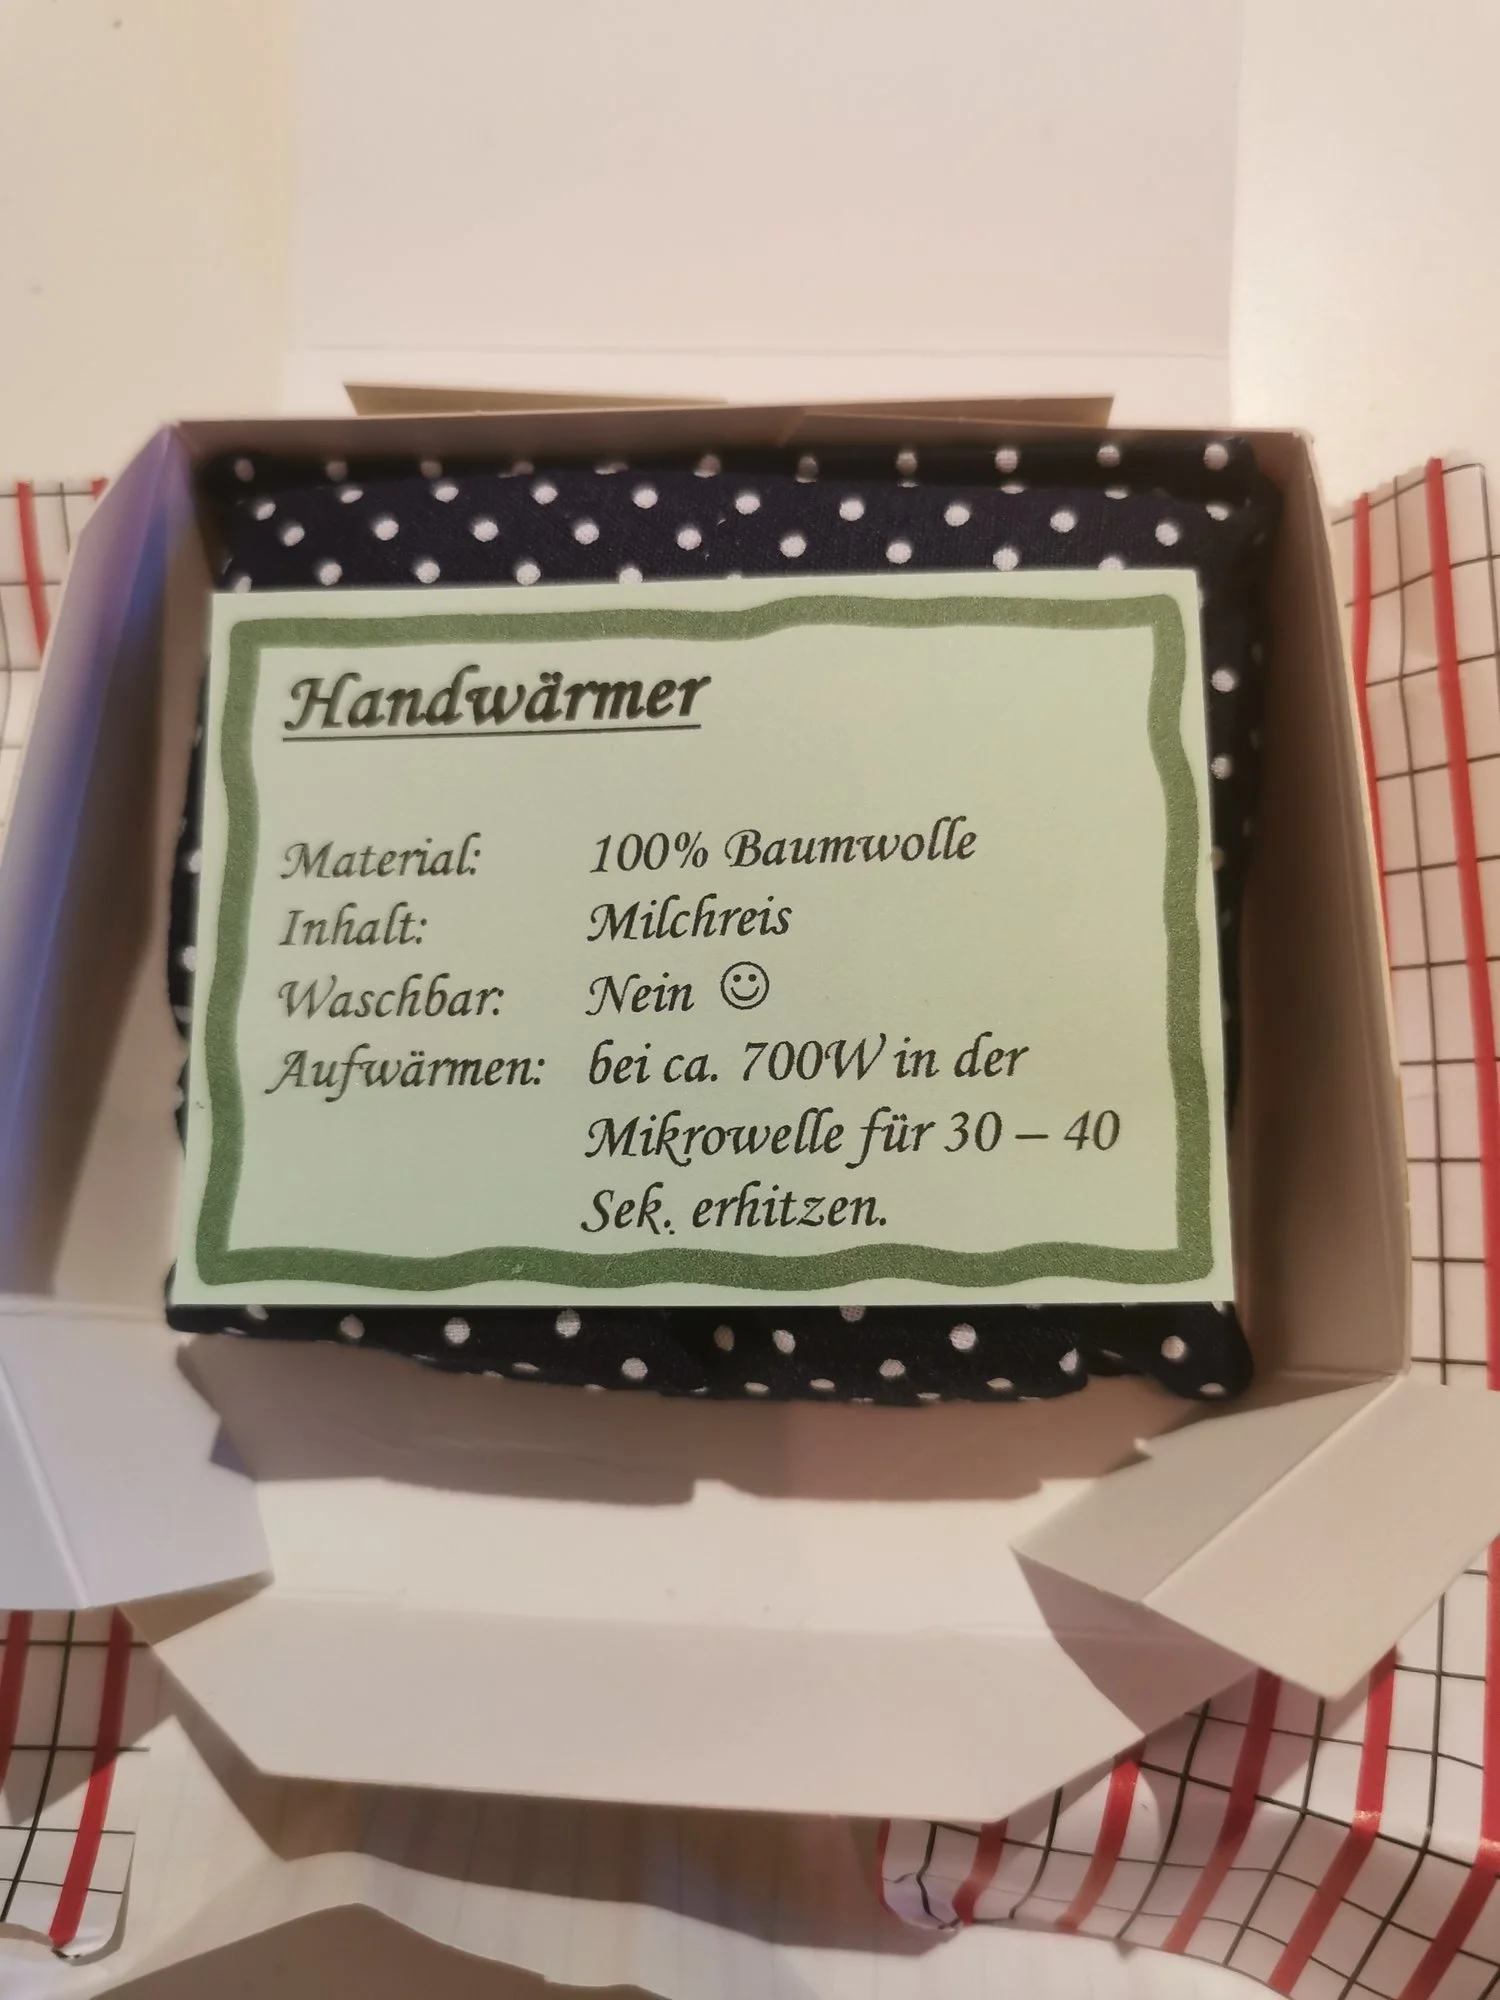 Handwärmer
Material: 100% Baumwolle
Inhalt: Milchreis
Waschbar: Nein ☺
Aufwärmen: bei ca. 700W in der
Mikrowelle für 30 – 40
Sek. erhitzen.